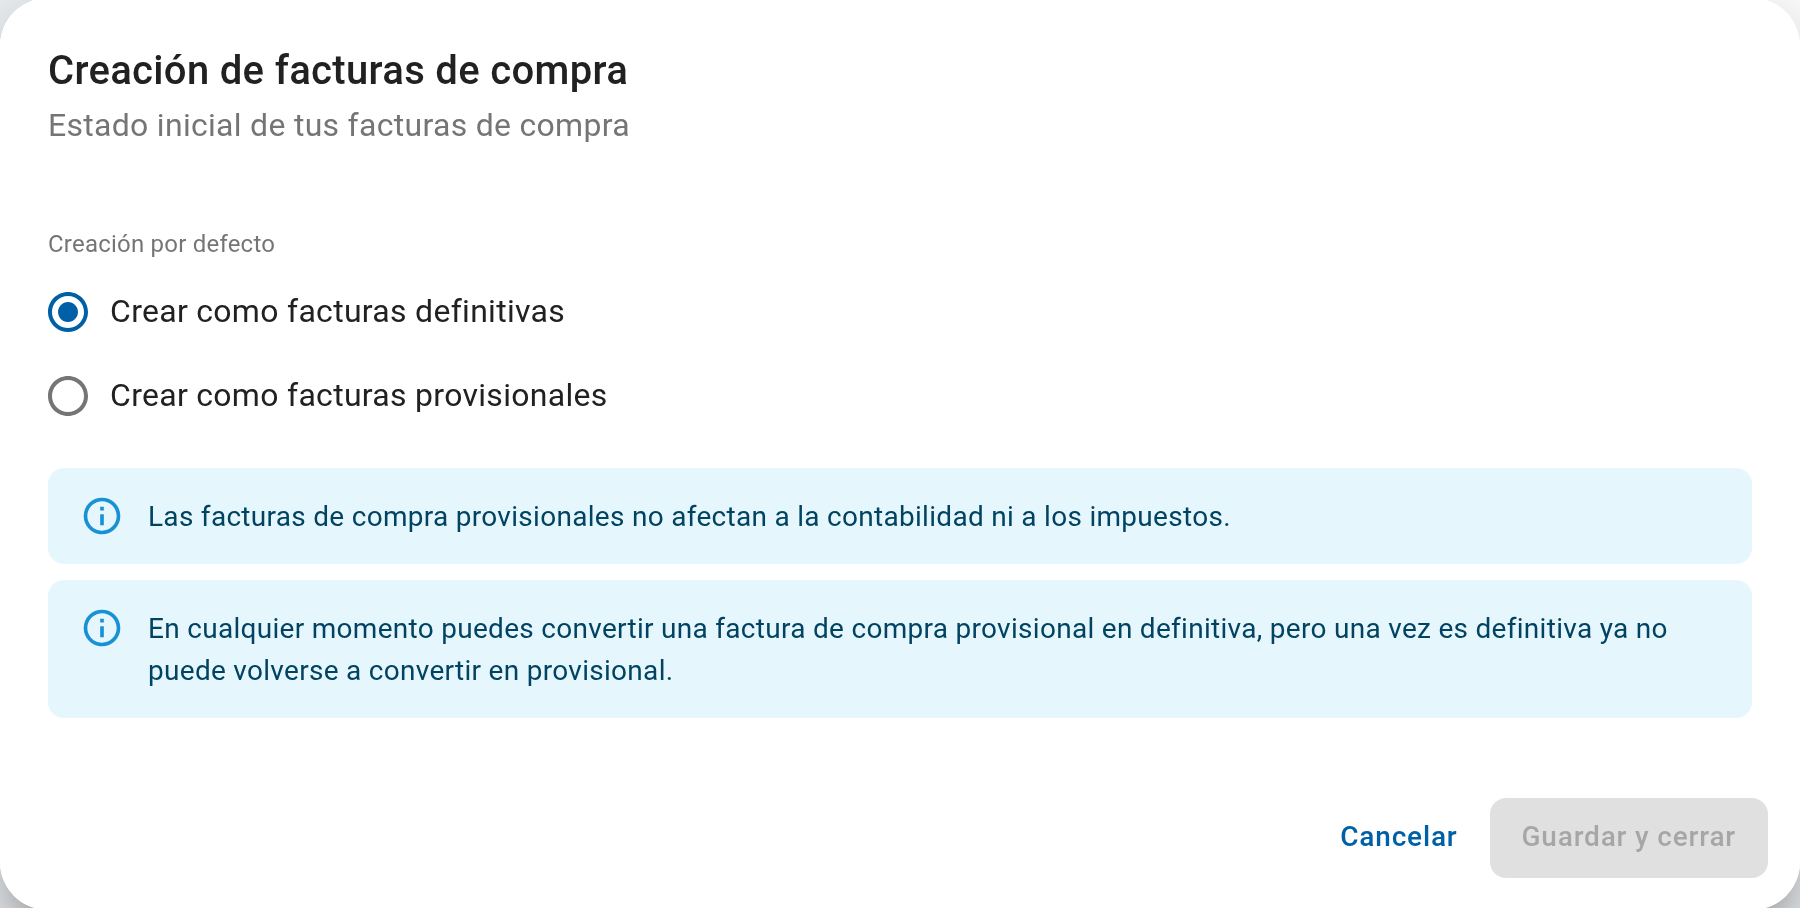 Creación de facturas de compra
Estado inicial de tus facturas de compra
Creación por defecto
Crear como facturas definitivas
Crear como facturas provisionales
Las facturas de compra provisionales no afectan a la contabilidad ni a los impuestos.
En cualquier momento puedes convertir una factura de compra provisional en definitiva, pero una vez es definitiva ya no
puede volverse a convertir en provisional.
Cancelar
Guardar y cerrar